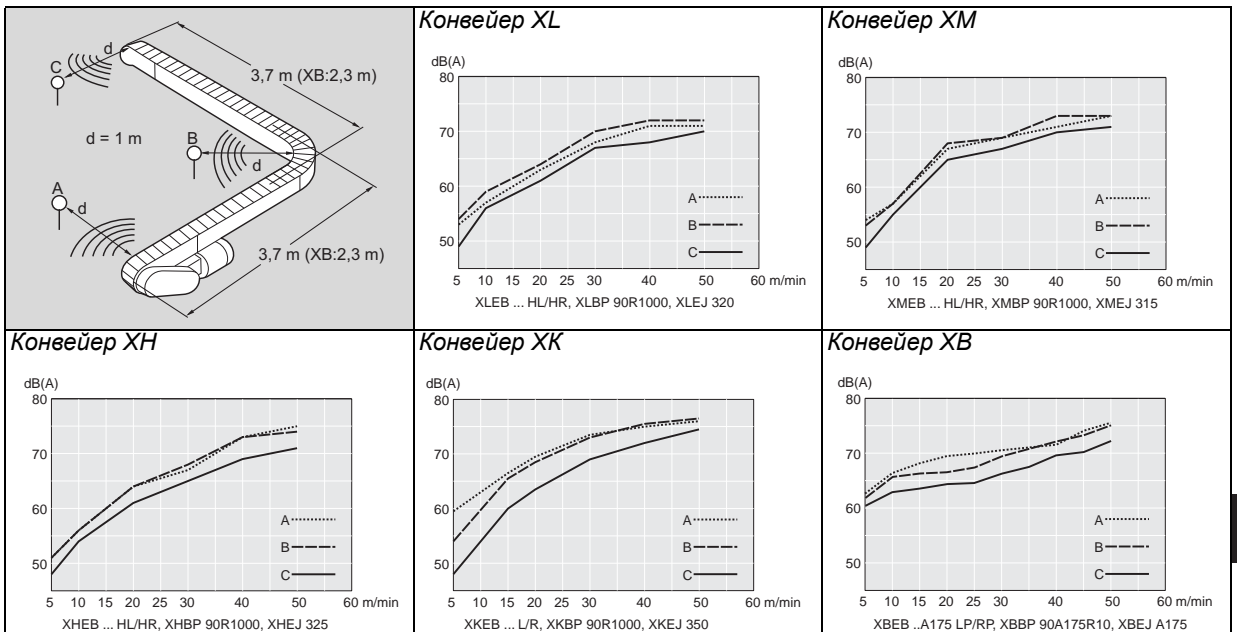 C
d
3,7 m (XB:2,3 m)
d = 1 m
B
d
A
d
3,7 m (XB:2,3 m)
Конвейер XL
dB(A)
80
70
60
50
A
B
C
5 10 15 20 25 30 40 50 60 m/min
XLEB ... HL/HR, XLBP 90R1000, XLEJ 320
Конвейер XM
dB(A)
80
70
60
50
A
B
C
5 10 15 20 25 30 40 50 60 m/min
XMEB ... HL/HR, XMBP 90R1000, XMEJ 315
Конвейер XH
dB(A)
80
70
60
50
A
B
C
5 10 15 20 25 30 40 50 60 m/min
XHEB ... HL/HR, XHBP 90R1000, XHEJ 325
Конвейер XK
dB(A)
80
70
60
50
A
B
C
5 10 15 20 25 30 40 50 60 m/min
XKEB ... L/R, XKBP 90R1000, XKEJ 350
Конвейер XB
dB(A)
80
70
60
50
A
B
C
5 10 15 20 25 30 40 50 60 m/min
XBEB ..A175 LP/RP, XBBP 90A175R10, XBEJ A175